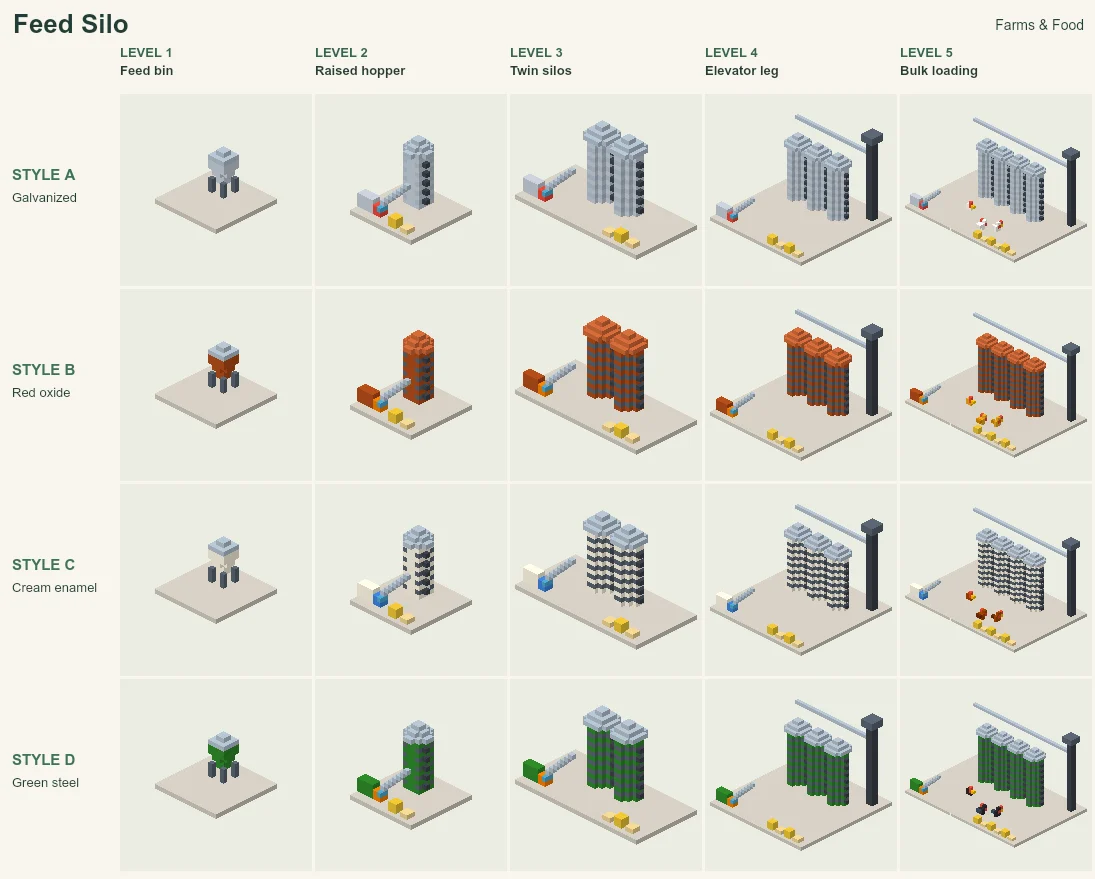 Feed Silo
Farms & Food
LEVEL 1
Feed bin
LEVEL 2
Raised hopper
LEVEL 3
Twin silos
LEVEL 4
Elevator leg
LEVEL 5
Bulk loading
STYLE A
Galvanized
STYLE B
Red oxide
STYLE C
Cream enamel
STYLE D
Green steel